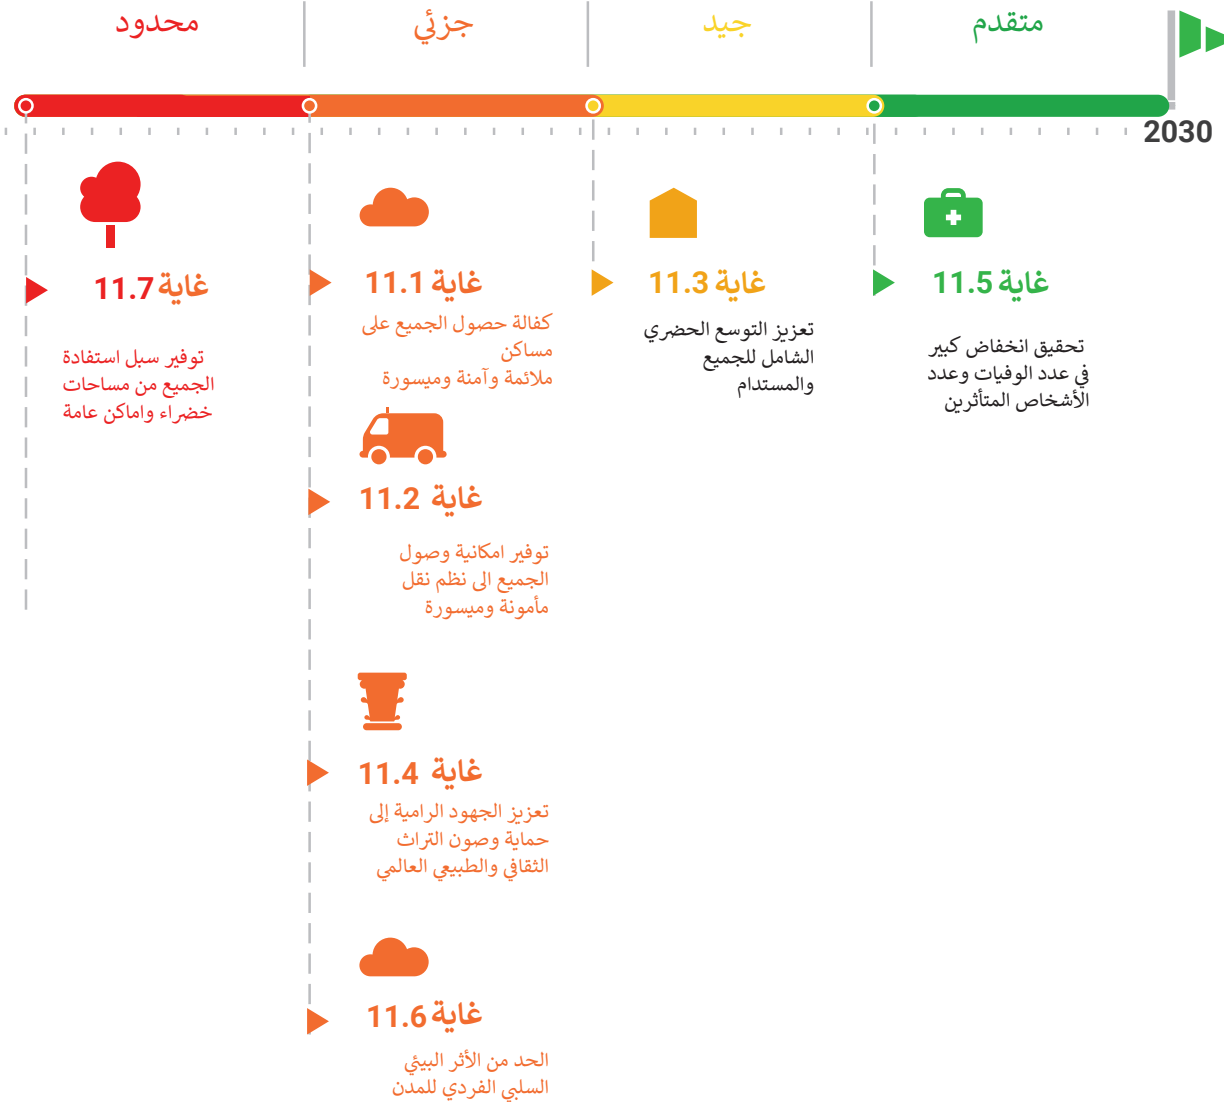 متقدم
جيد
جزئي
محدود
2030
غاية 11.5
تحقيق انخفاض كبير
في عدد الوفيات وعدد
الأشخاص المتأثرين
غاية 11.3
تعزيز التوسع الحضري
الشامل للجميع
والمستدام
غاية 11.1
كفالة حصول الجميع على
مساكن
ملائمة وآمنة وميسورة
غاية 11.2
توفير امكانية وصول
الجميع الى نظم نقل
مأمونة وميسورة
غاية 11.4
تعزيز الجهود الرامية إلى
حماية وصون التراث
الثقافي والطبيعي العالمي
غاية 11.6
الحد من الأثر البيئي
السلبي الفردي للمدن
غاية 11.7
توفير سبل استفادة
الجميع من مساحات
خضراء واماكن عامة